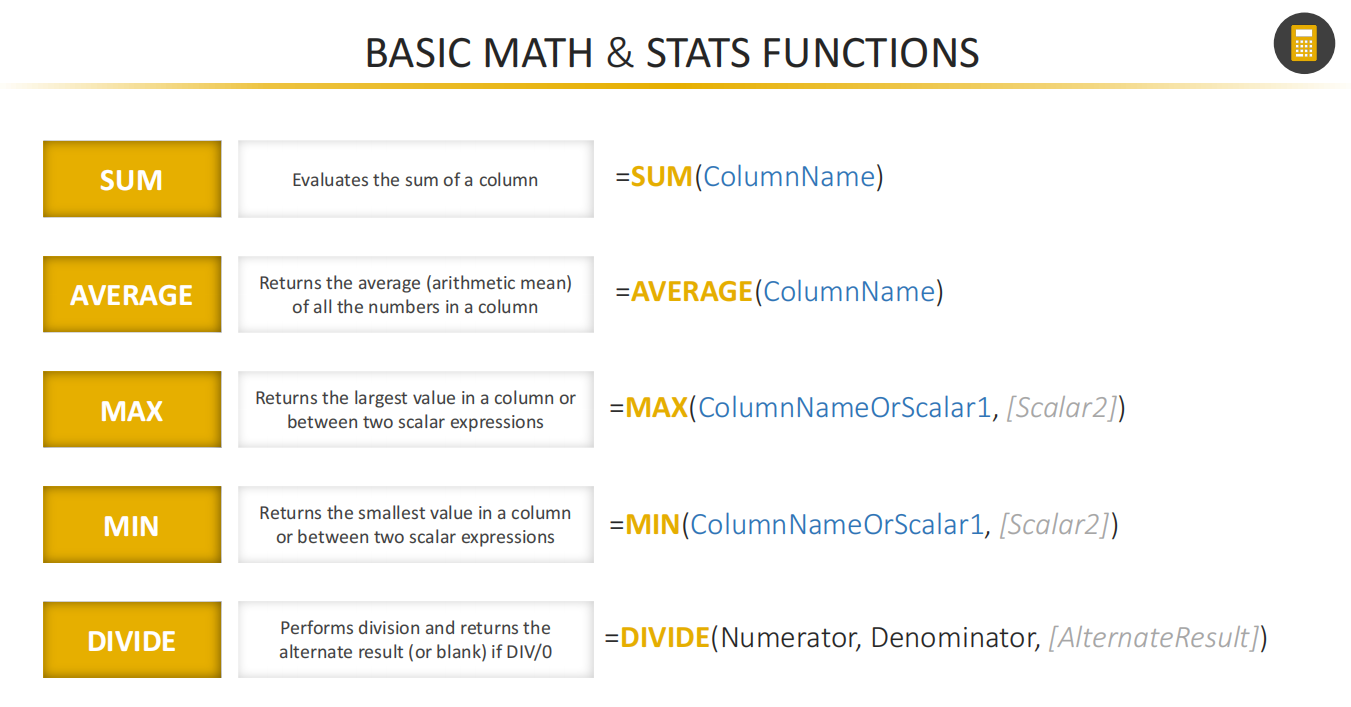 BASIC MATH & STATS FUNCTIONS
SUM
Evaluates the sum of a column
=SUM(ColumnName)
AVERAGE
Returns the average (arithmetic mean)
of all the numbers in a column
=AVERAGE(ColumnName)
MAX
Returns the largest value in a column or
between two scalar expressions
=MAX(ColumnNameOrScalar1, [Scalar2])
MIN
Returns the smallest value in a column
or between two scalar expressions
=MIN(ColumnNameOrScalar1, [Scalar2])
DIVIDE
Performs division and returns the
alternate result (or blank) if DIV/0
=DIVIDE(Numerator, Denominator, [AlternateResult])